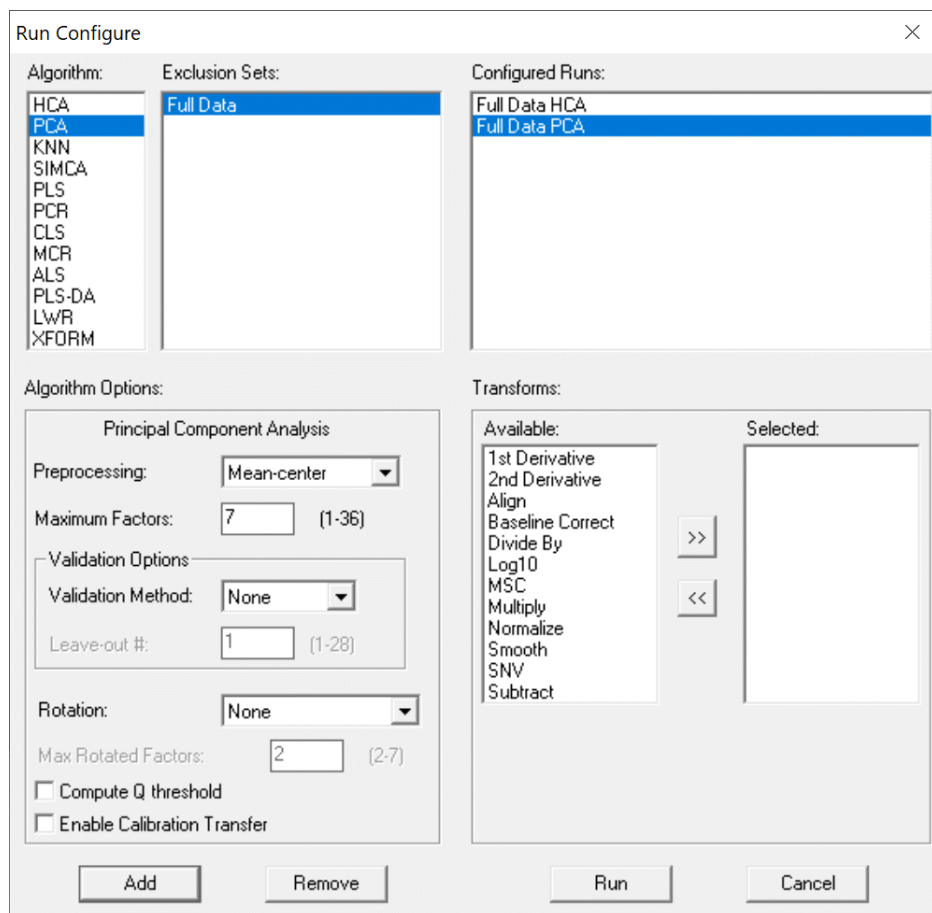 Run Configure
Algorithm:
HCA
PCA
KNN
SIMCA
PLS
PCR
CLS
MCR
ALS
PLS-DA
LWR
XFORM
Exclusion Sets:
Full Data
Configured Runs:
Full Data HCA
Full Data PCA
Algorithm Options:
Principal Component Analysis
Preprocessing: Mean-center
Maximum Factors: 7 (1-36)
Validation Options
Validation Method: None
Leave-out #: 1 (1-28)
Rotation: None
Max Rotated Factors: 2 (2-7)
Compute Q threshold
Enable Calibration Transfer
Transforms:
Available:
1st Derivative
2nd Derivative
Align
Baseline Correct
Divide By
Log10
MSC
Multiply
Normalize
Smooth
SNV
Subtract
>>
<<
Selected:
Add Remove Run Cancel